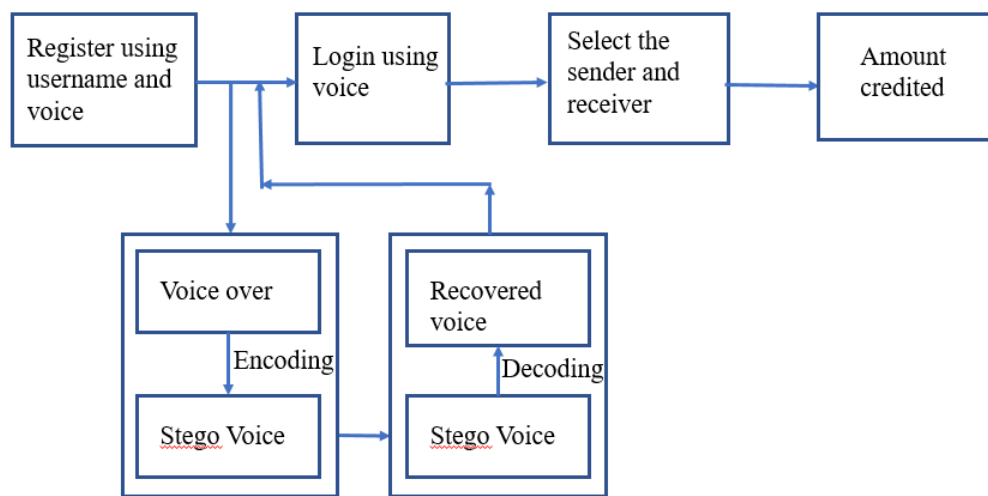 Register using
username and
voice
Login using
voice
Select the
sender and
receiver
Amount
credited
Voice over
Encoding
Stego Voice
Recovered
voice
Decoding
Stego Voice